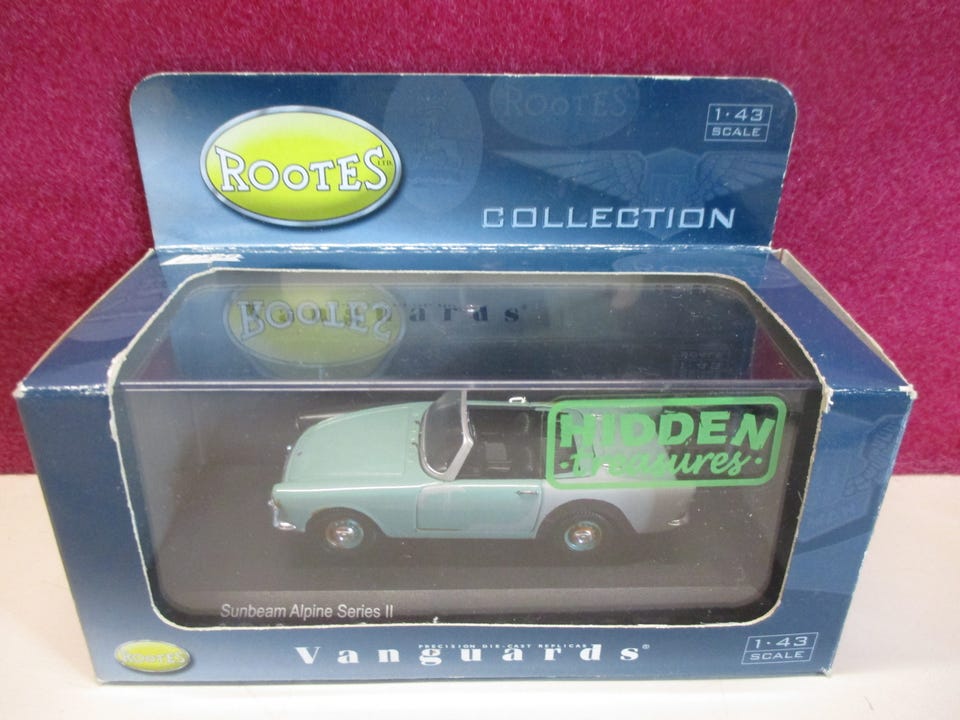 ROOTES LTD.
ROOTES
1:43
SCALE
COLLECTION
HIDDEN
·treasures·
Sunbeam Alpine Series II
PRECISION DIE-CAST REPLICAS
Vanguards®
ROOTES
1:43
SCALE